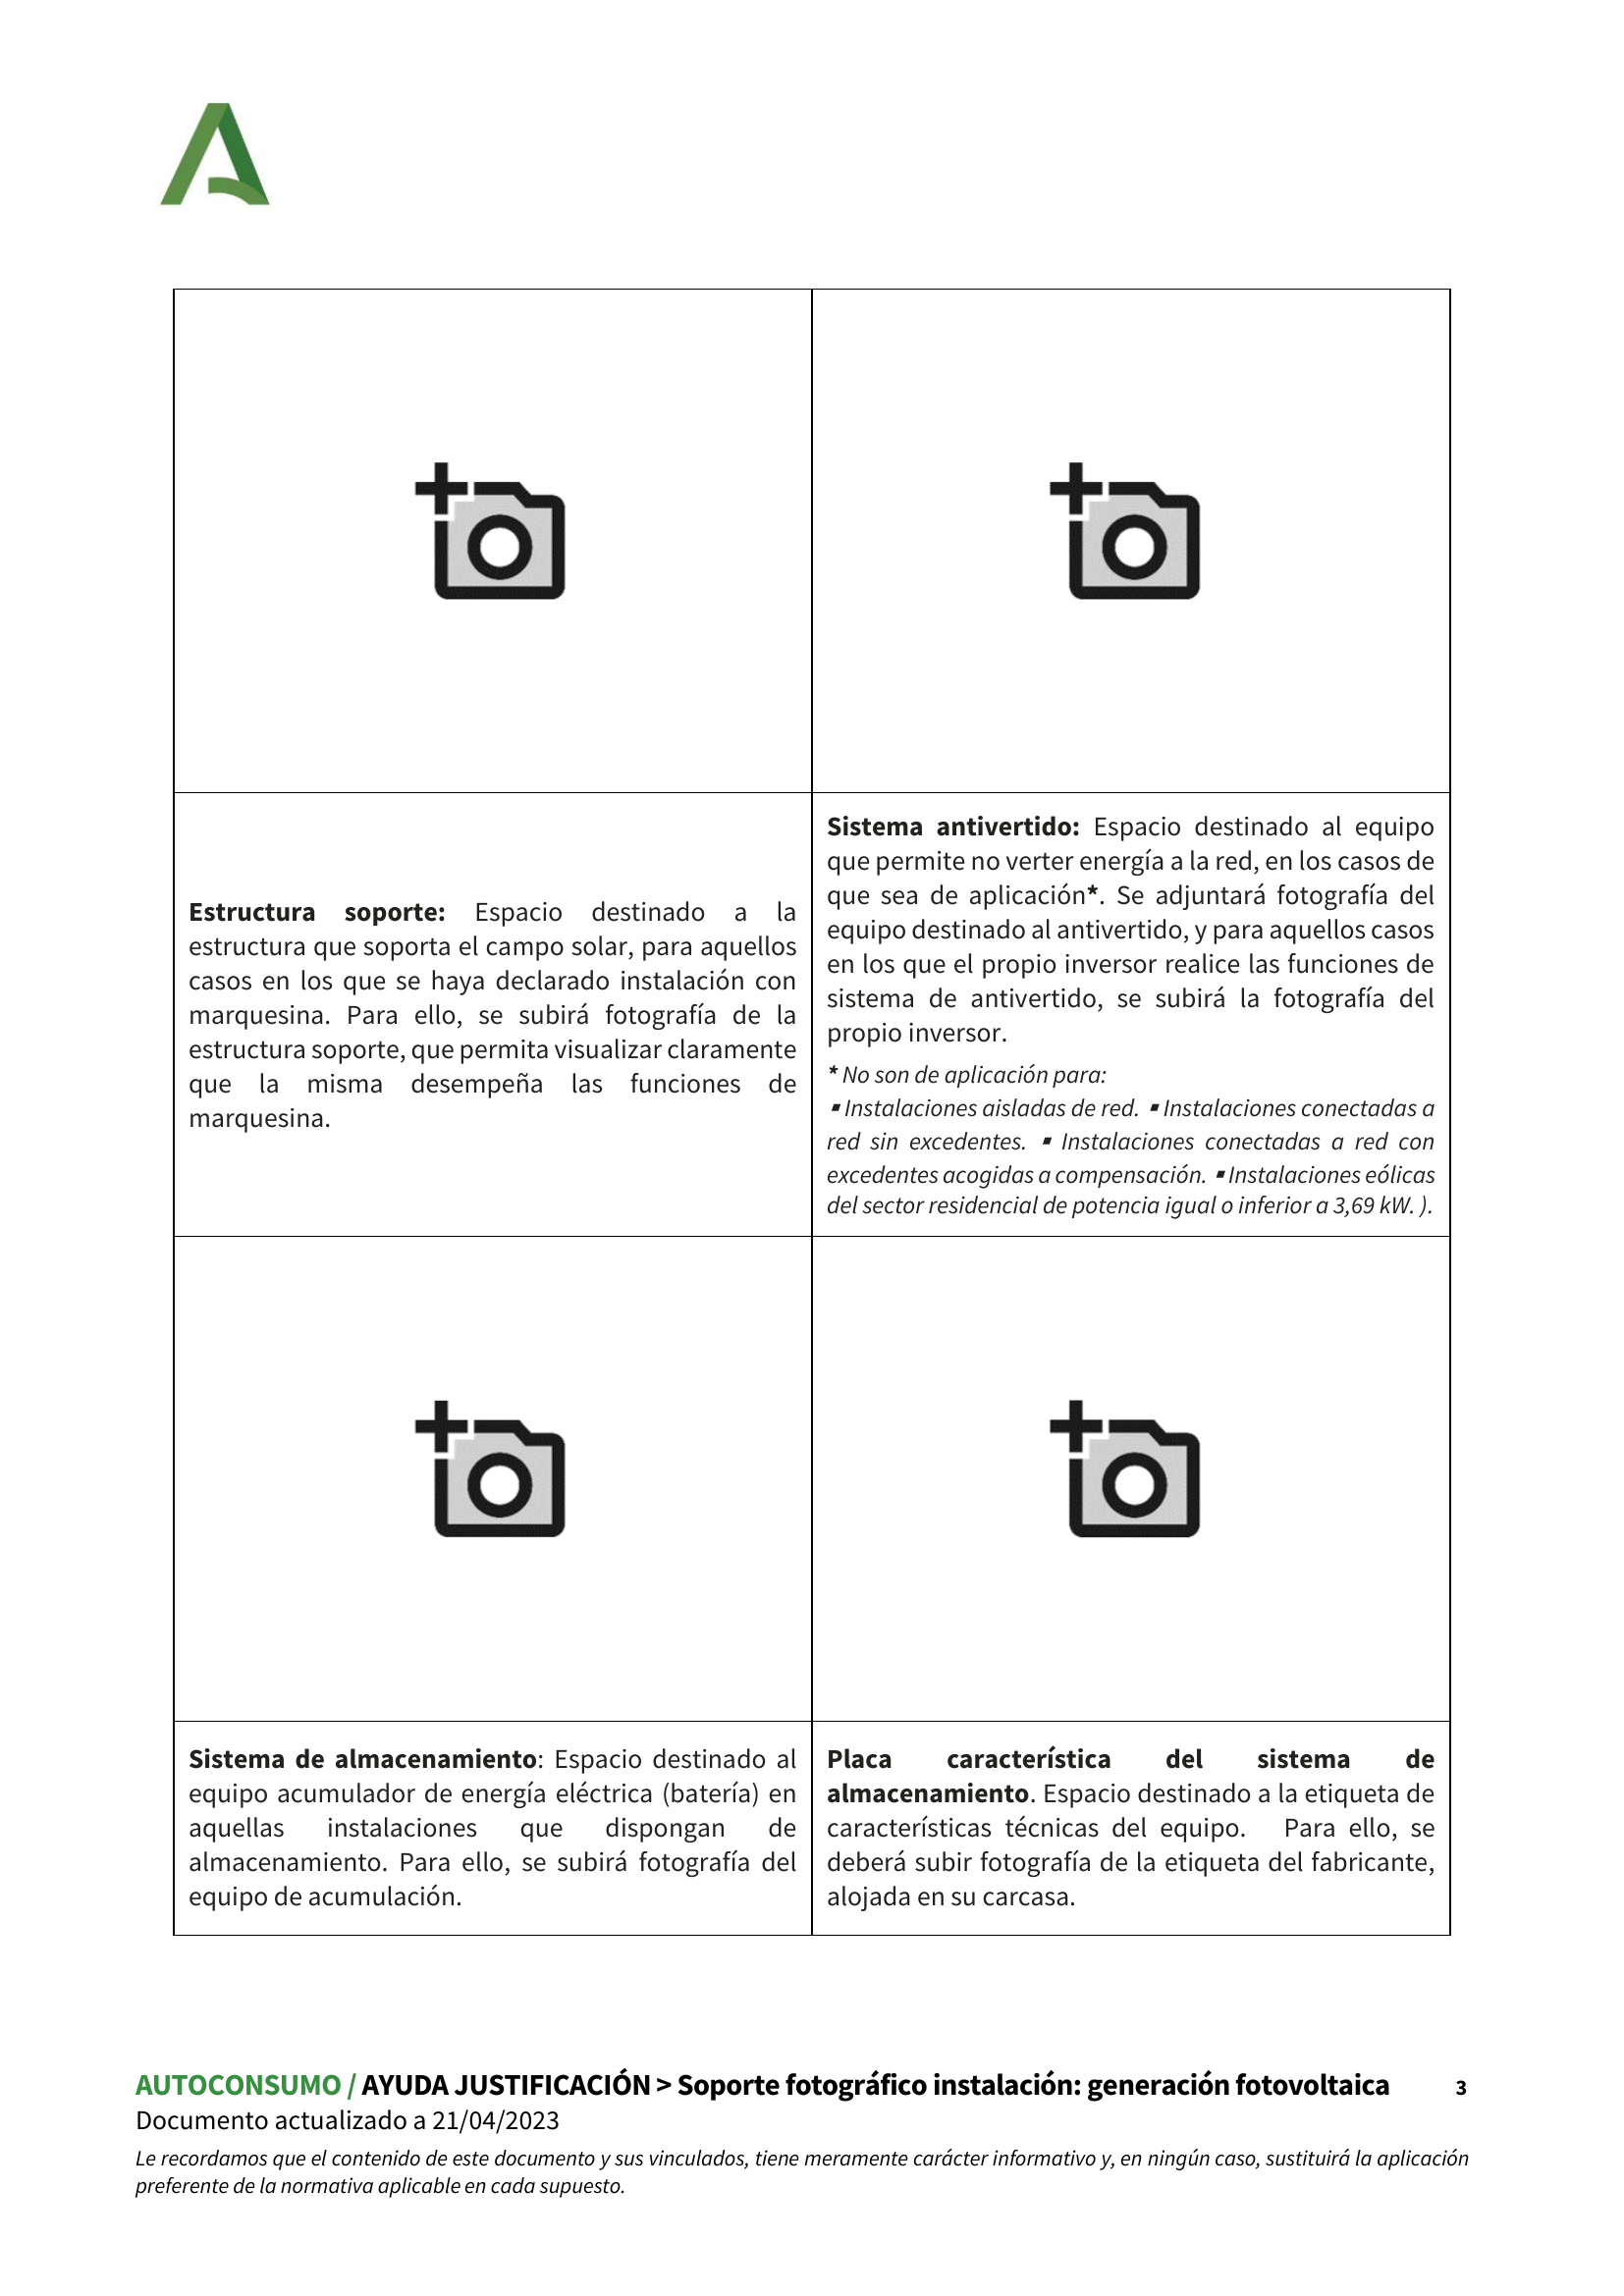 Estructura soporte: Espacio destinado a la
estructura que soporta el campo solar, para aquellos
casos en los que se haya declarado instalación con
marquesina. Para ello, se subirá fotografía de la
estructura soporte, que permita visualizar claramente
que la misma desempeña las funciones de
marquesina.
Sistema antivertido: Espacio destinado al equipo
que permite no verter energía a la red, en los casos de
que sea de aplicación*. Se adjuntará fotografía del
equipo destinado al antivertido, y para aquellos casos
en los que el propio inversor realice las funciones de
sistema de antivertido, se subirá la fotografía del
propio inversor.
* No son de aplicación para:
▪ Instalaciones aisladas de red. ▪ Instalaciones conectadas a
red sin excedentes. ▪ Instalaciones conectadas a red con
excedentes acogidas a compensación. ▪ Instalaciones eólicas
del sector residencial de potencia igual o inferior a 3,69 kW. ).
Sistema de almacenamiento: Espacio destinado al
equipo acumulador de energía eléctrica (batería) en
aquellas instalaciones que dispongan de
almacenamiento. Para ello, se subirá fotografía del
equipo de acumulación.
Placa característica del sistema de
almacenamiento. Espacio destinado a la etiqueta de
características técnicas del equipo. Para ello, se
deberá subir fotografía de la etiqueta del fabricante,
alojada en su carcasa.
AUTOCONSUMO / AYUDA JUSTIFICACIÓN > Soporte fotográfico instalación: generación fotovoltaica 3
Documento actualizado a 21/04/2023
Le recordamos que el contenido de este documento y sus vinculados, tiene meramente carácter informativo y, en ningún caso, sustituirá la aplicación
preferente de la normativa aplicable en cada supuesto.